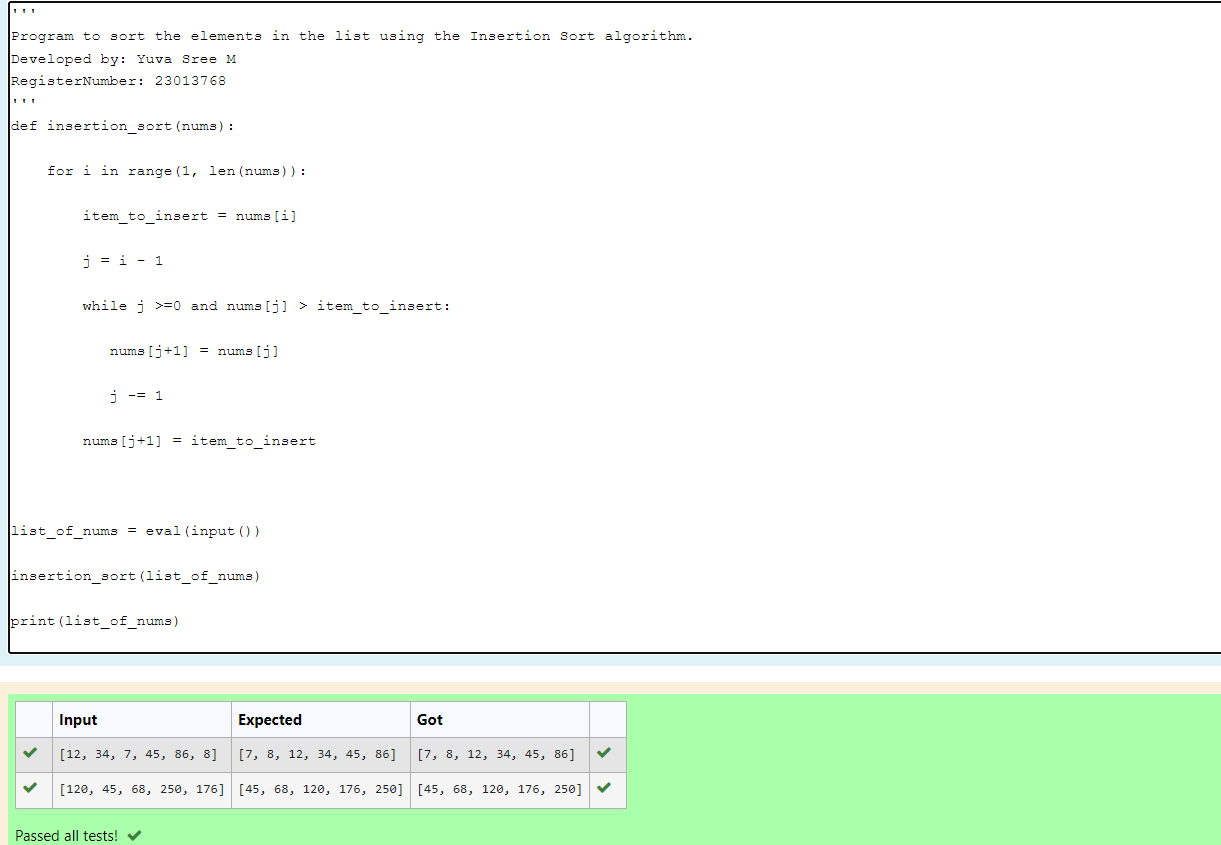 '''
Program to sort the elements in the list using the Insertion Sort algorithm.
Developed by: Yuva Sree M
RegisterNumber: 23013768
'''
def insertion_sort(nums):
    for i in range(1, len(nums)):
        item_to_insert = nums[i]
        j = i - 1
        while j >=0 and nums[j] > item_to_insert:
           nums[j+1] = nums[j]
           j -= 1
        nums[j+1] = item_to_insert
list_of_nums = eval(input())
insertion_sort(list_of_nums)
print(list_of_nums)
Input Expected Got
[12, 34, 7, 45, 86, 8] [7, 8, 12, 34, 45, 86] [7, 8, 12, 34, 45, 86]
[120, 45, 68, 250, 176] [45, 68, 120, 176, 250] [45, 68, 120, 176, 250]
Passed all tests!